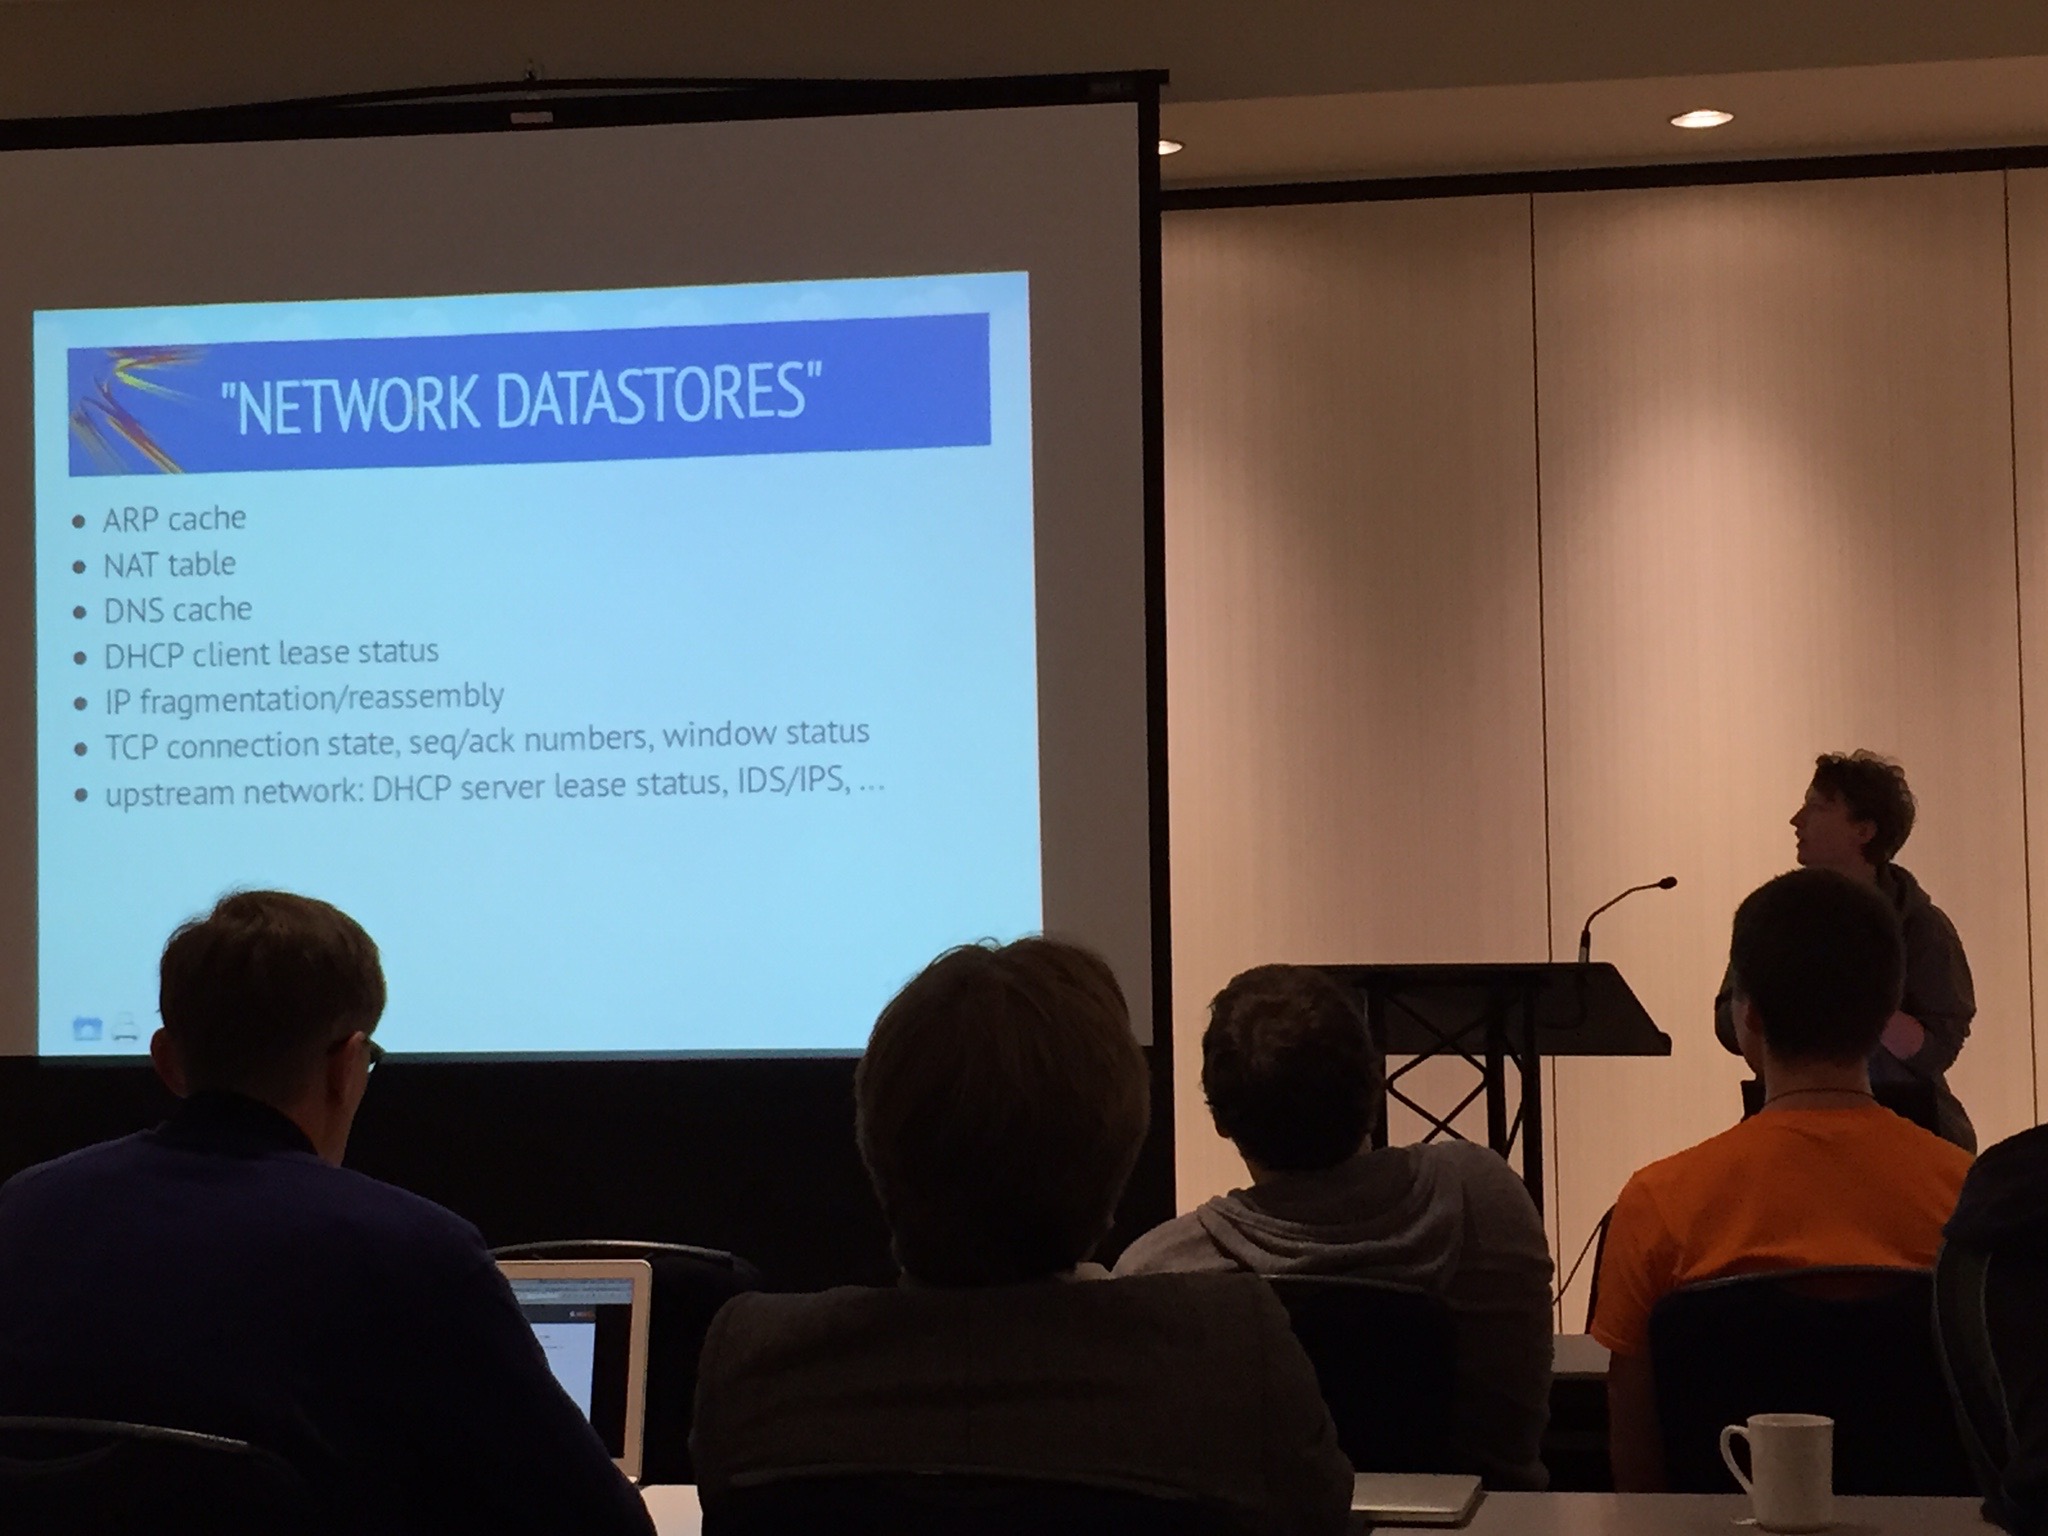 "NETWORK DATASTORES"
• ARP cache
• NAT table
• DNS cache
• DHCP client lease status
• IP fragmentation/reassembly
• TCP connection state, seq/ack numbers, window status
• upstream network: DHCP server lease status, IDS/IPS, ...